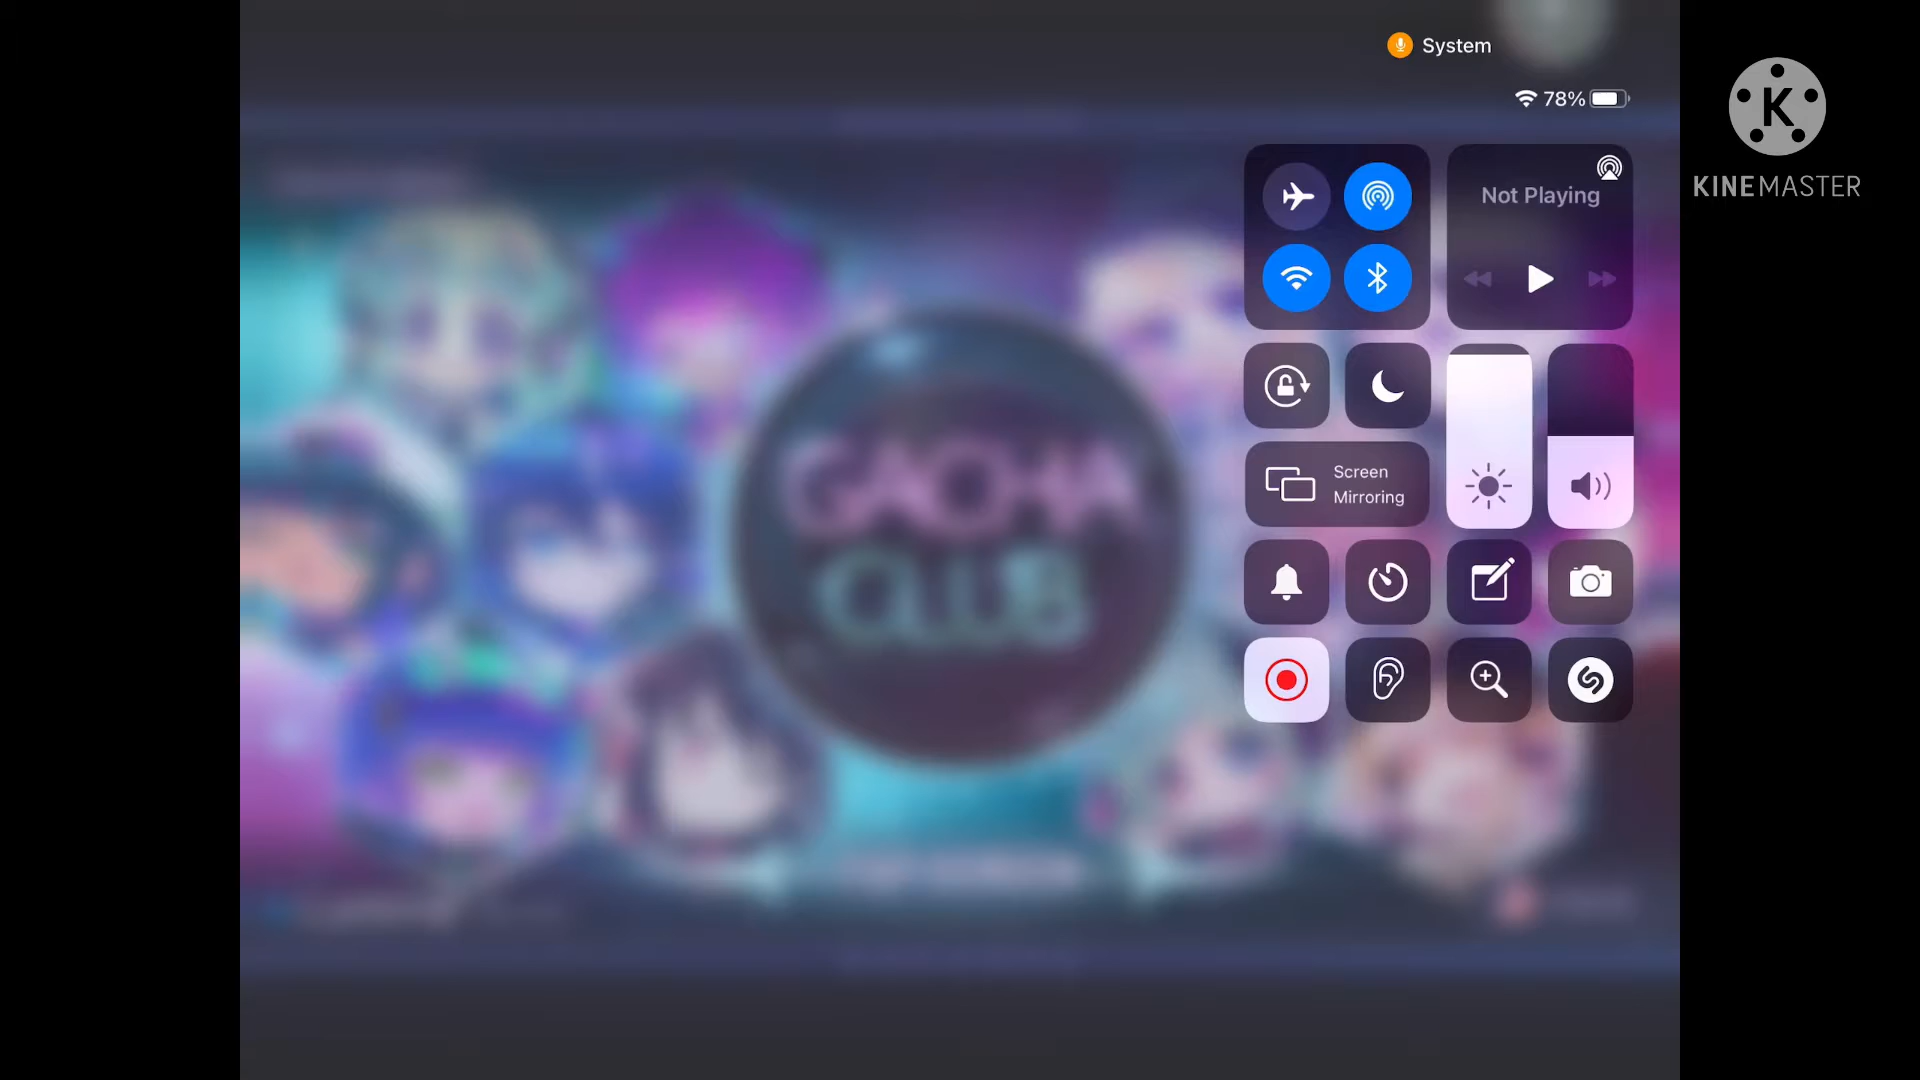 System
78%
KINEMASTER
Not Playing
Screen
Mirroring
GACHA
CLUB